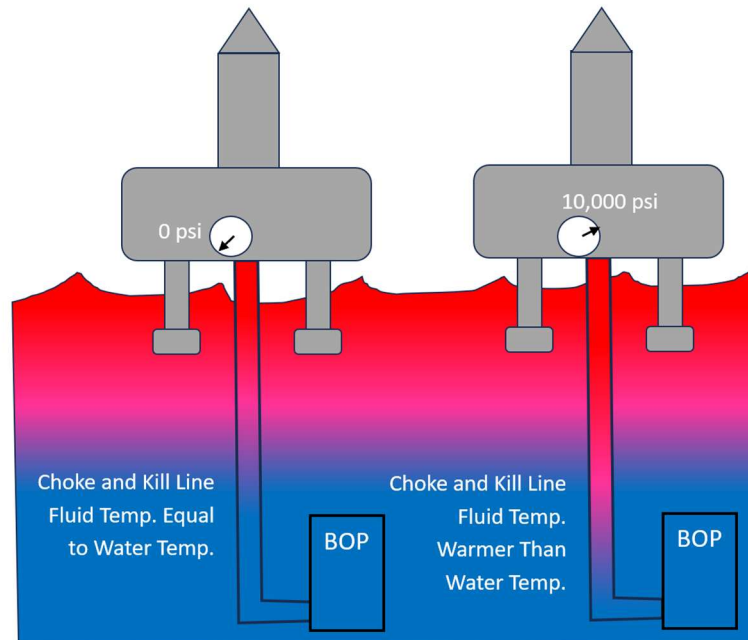 0 psi
10,000 psi
Choke and Kill Line
Fluid Temp. Equal
to Water Temp.
BOP
Choke and Kill Line
Fluid Temp.
Warmer Than
Water Temp.
BOP